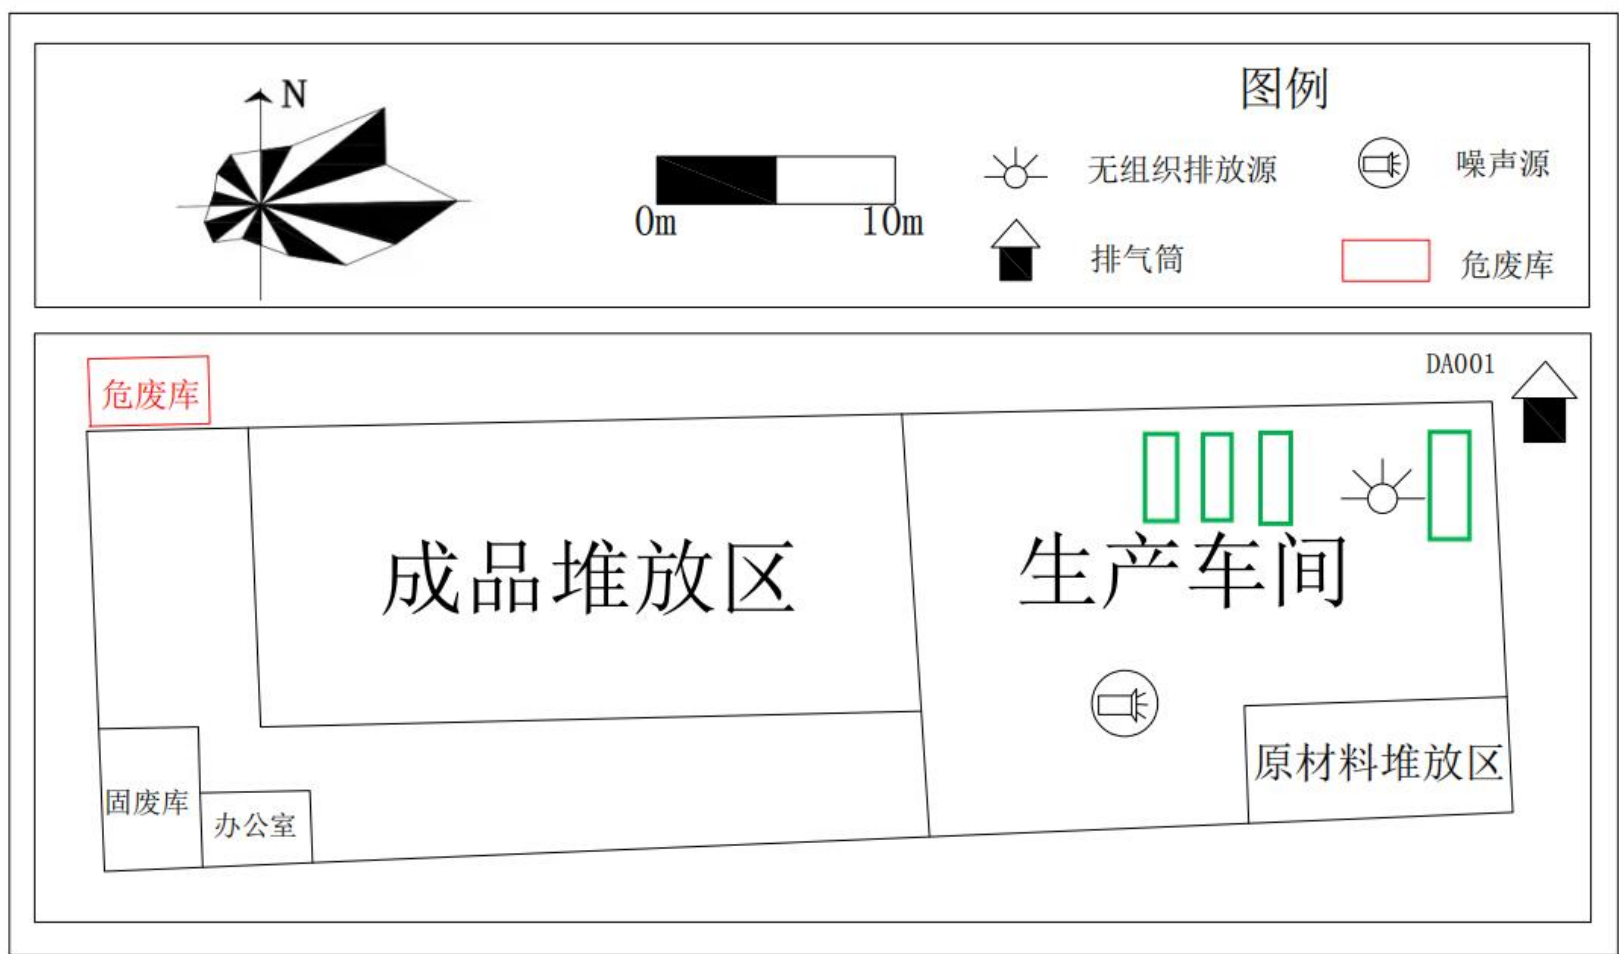 N
图例
无组织排放源
噪声源
0m
10m
排气筒
危废库
危废库
DA001
成品堆放区
生产车间
原材料堆放区
固废库
办公室